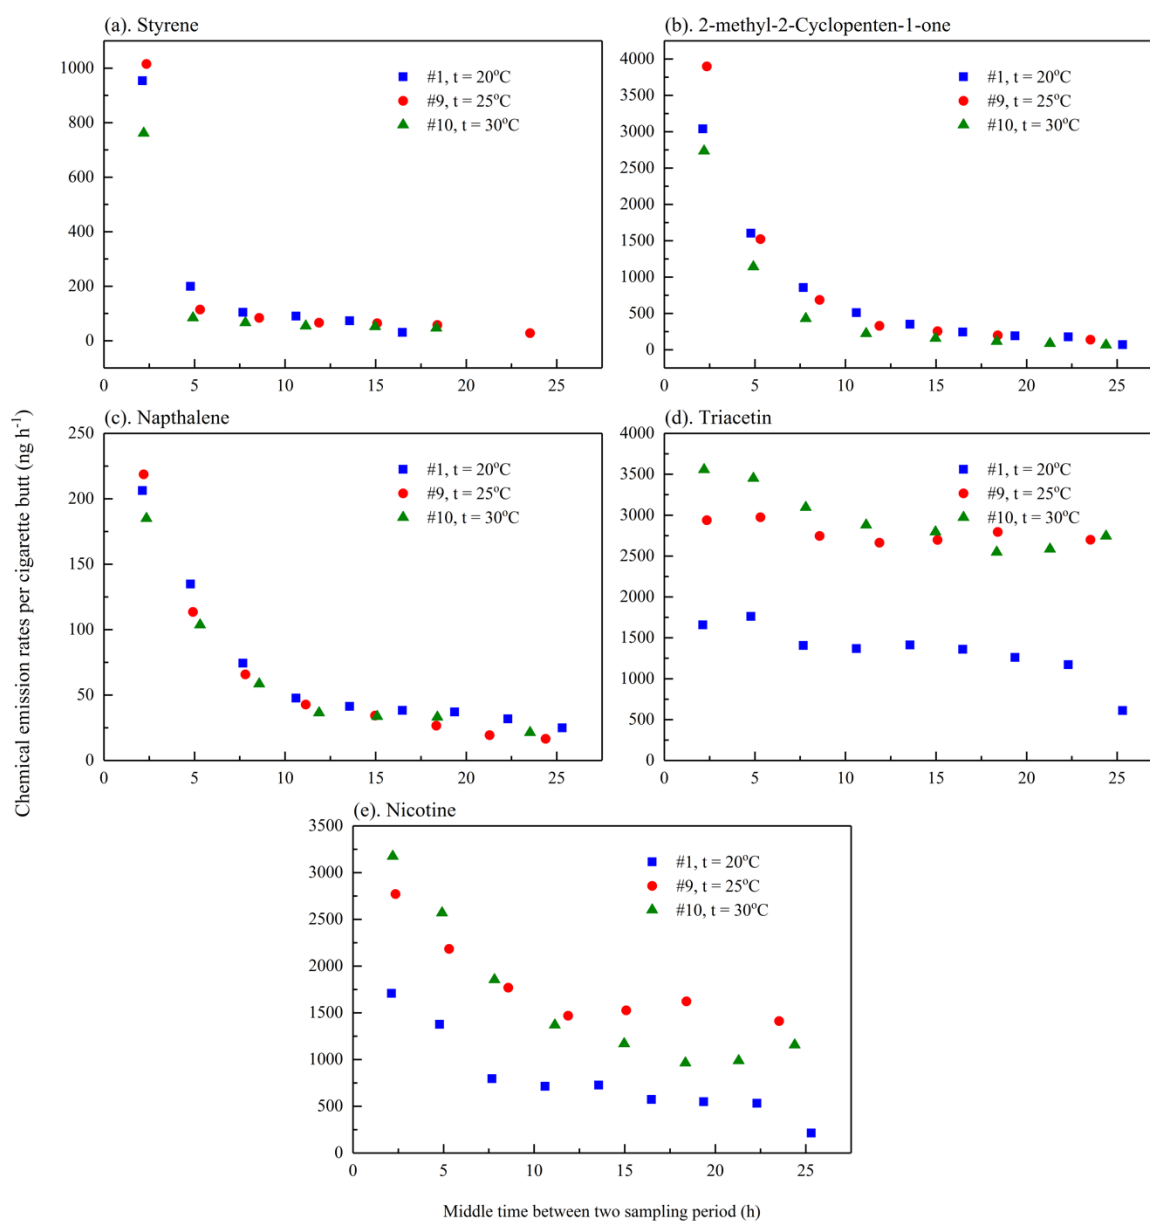 (a). Styrene
1000
800
600
400
200
0
0 5 10 15 20 25
#1, t = 20°C
#9, t = 25°C
#10, t = 30°C
(b). 2-methyl-2-Cyclopenten-1-one
4000
3500
3000
2500
2000
1500
1000
500
0
0 5 10 15 20 25
#1, t = 20°C
#9, t = 25°C
#10, t = 30°C
(c). Napthalene
250
200
150
100
50
0
0 5 10 15 20 25
#1, t = 20°C
#9, t = 25°C
#10, t = 30°C
(d). Triacetin
4000
3500
3000
2500
2000
1500
1000
500
0
0 5 10 15 20 25
#1, t = 20°C
#9, t = 25°C
#10, t = 30°C
(e). Nicotine
3500
3000
2500
2000
1500
1000
500
0
0 5 10 15 20 25
#1, t = 20°C
#9, t = 25°C
#10, t = 30°C
Chemical emission rates per cigarette butt (ng h⁻¹)
Middle time between two sampling period (h)